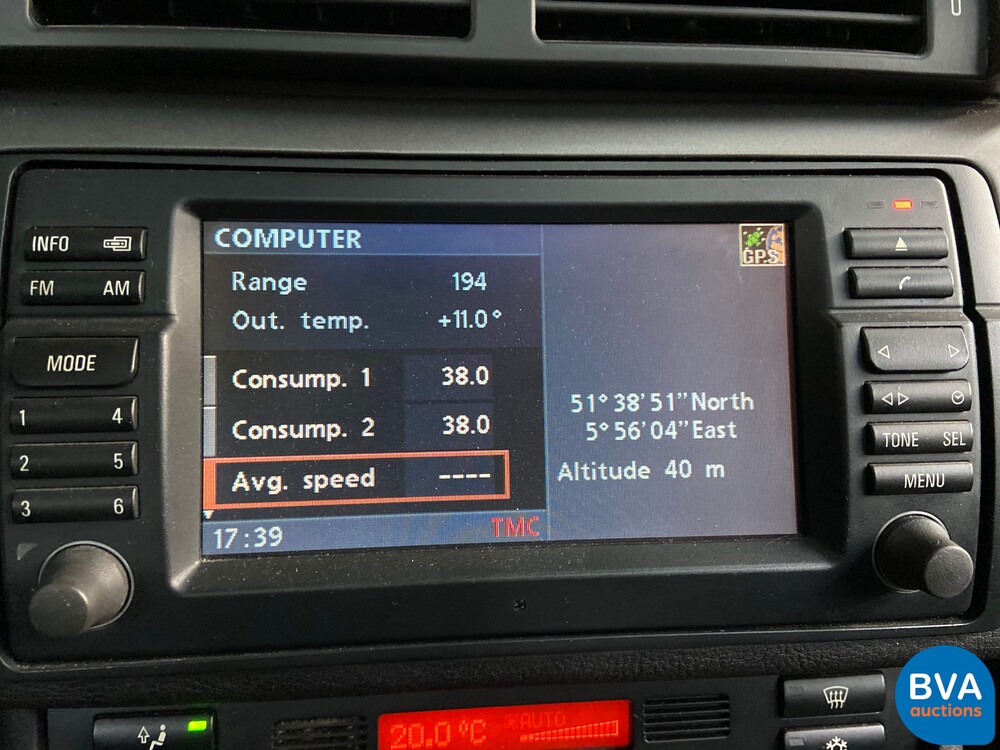 INFO
FM AM
MODE
1 4
2 5
3 6
COMPUTER
Range 194
Out. temp. +11.0°
Consump. 1 38.0
Consump. 2 38.0
Avg. speed ----
17:39 TMC
GPS
51°38'51"North
5°56'04"East
Altitude 40 m
TONE SEL
MENU
20.0°C AUTO
BVA
auctions